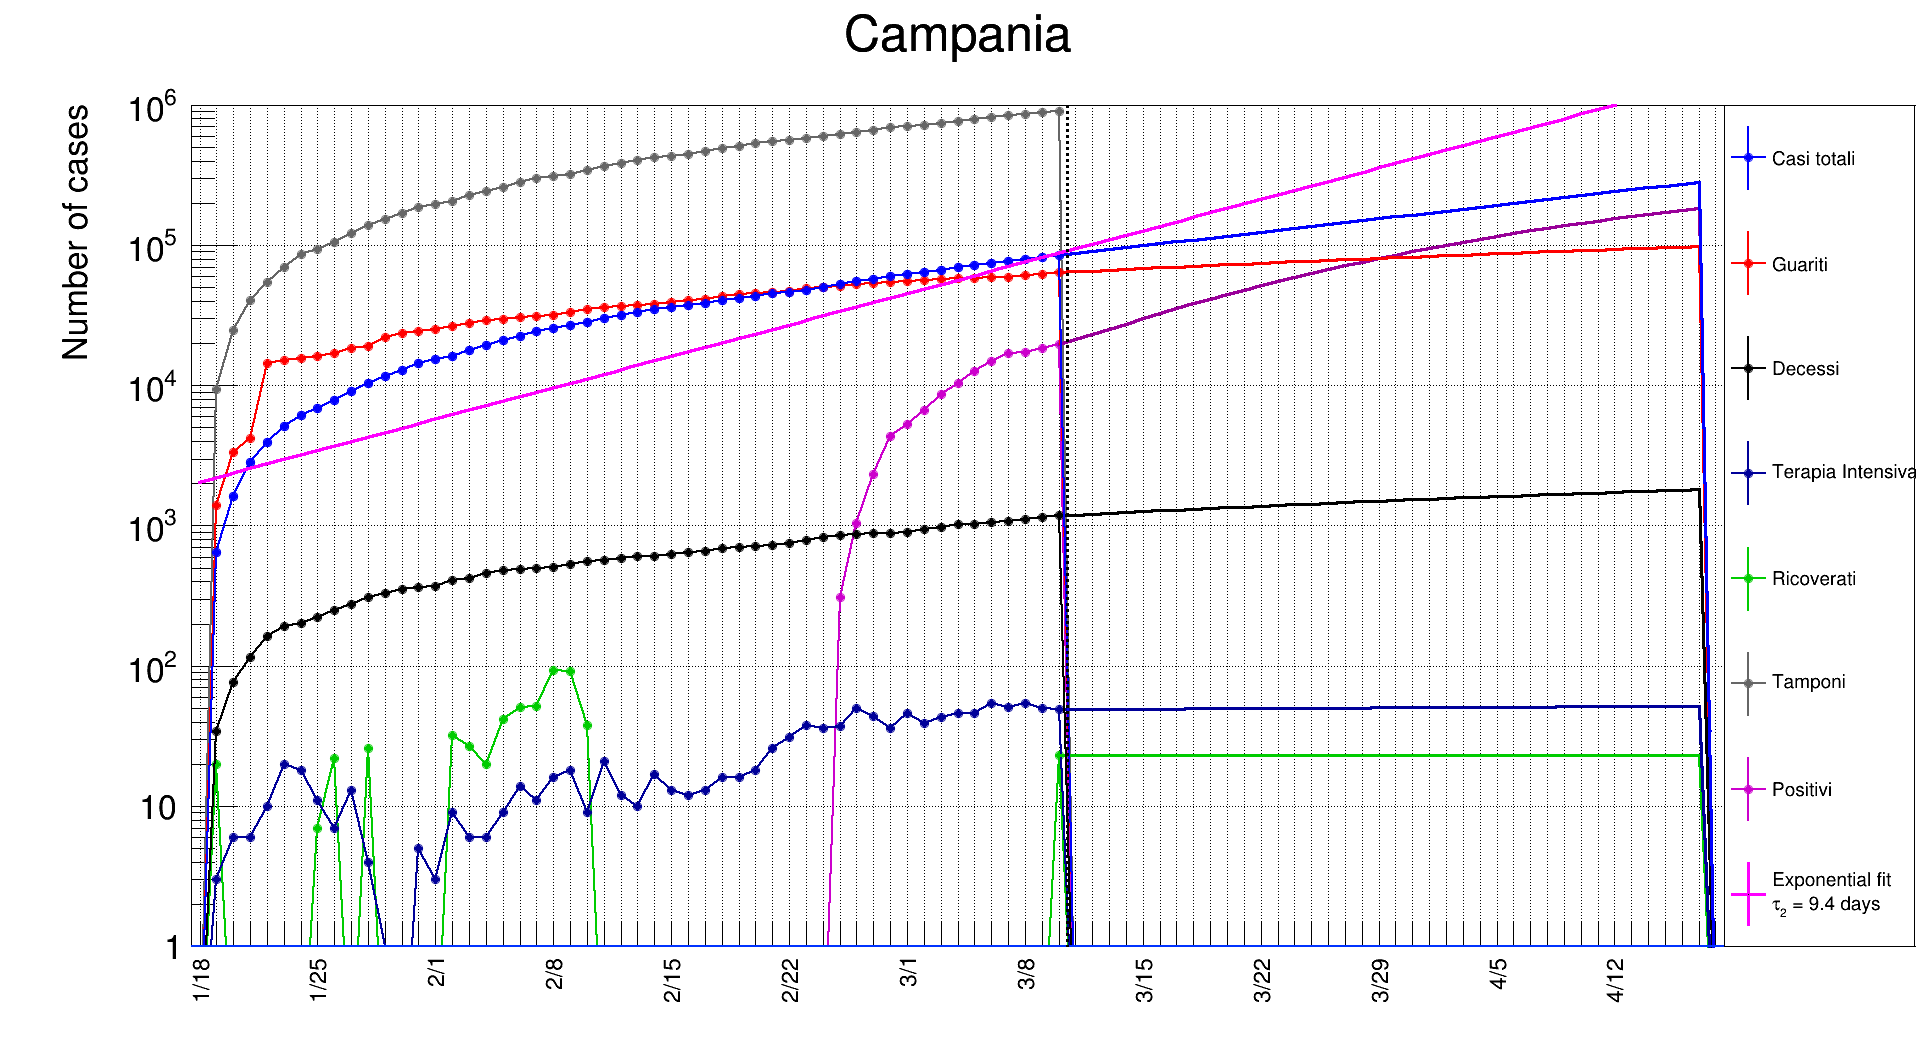 Campania
Number of cases
10^6
10^5
10^4
10^3
10^2
10
1
1/18
1/25
2/1
2/8
2/15
2/22
3/1
3/8
3/15
3/22
3/29
4/5
4/12
Casi totali
Guariti
Decessi
Terapia Intensiva
Ricoverati
Tamponi
Positivi
Exponential fit
τ₂ = 9.4 days